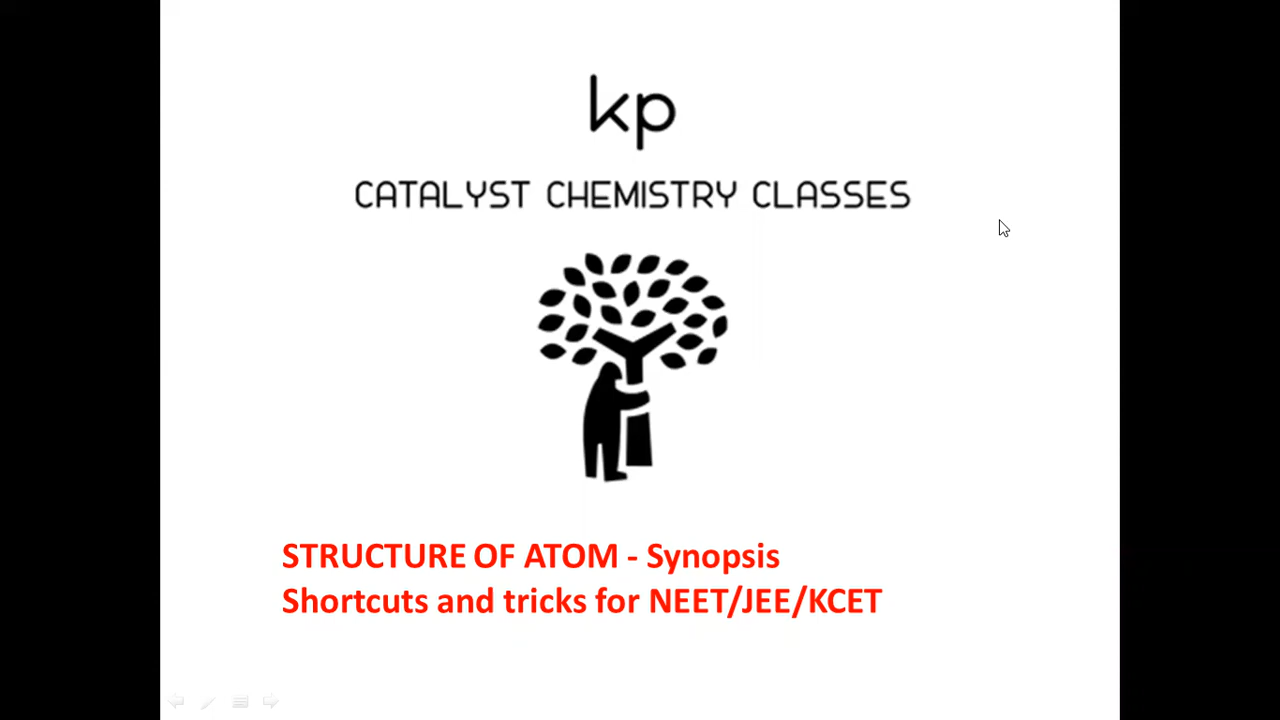 kp
CATALYST CHEMISTRY CLASSES
STRUCTURE OF ATOM - Synopsis
Shortcuts and tricks for NEET/JEE/KCET